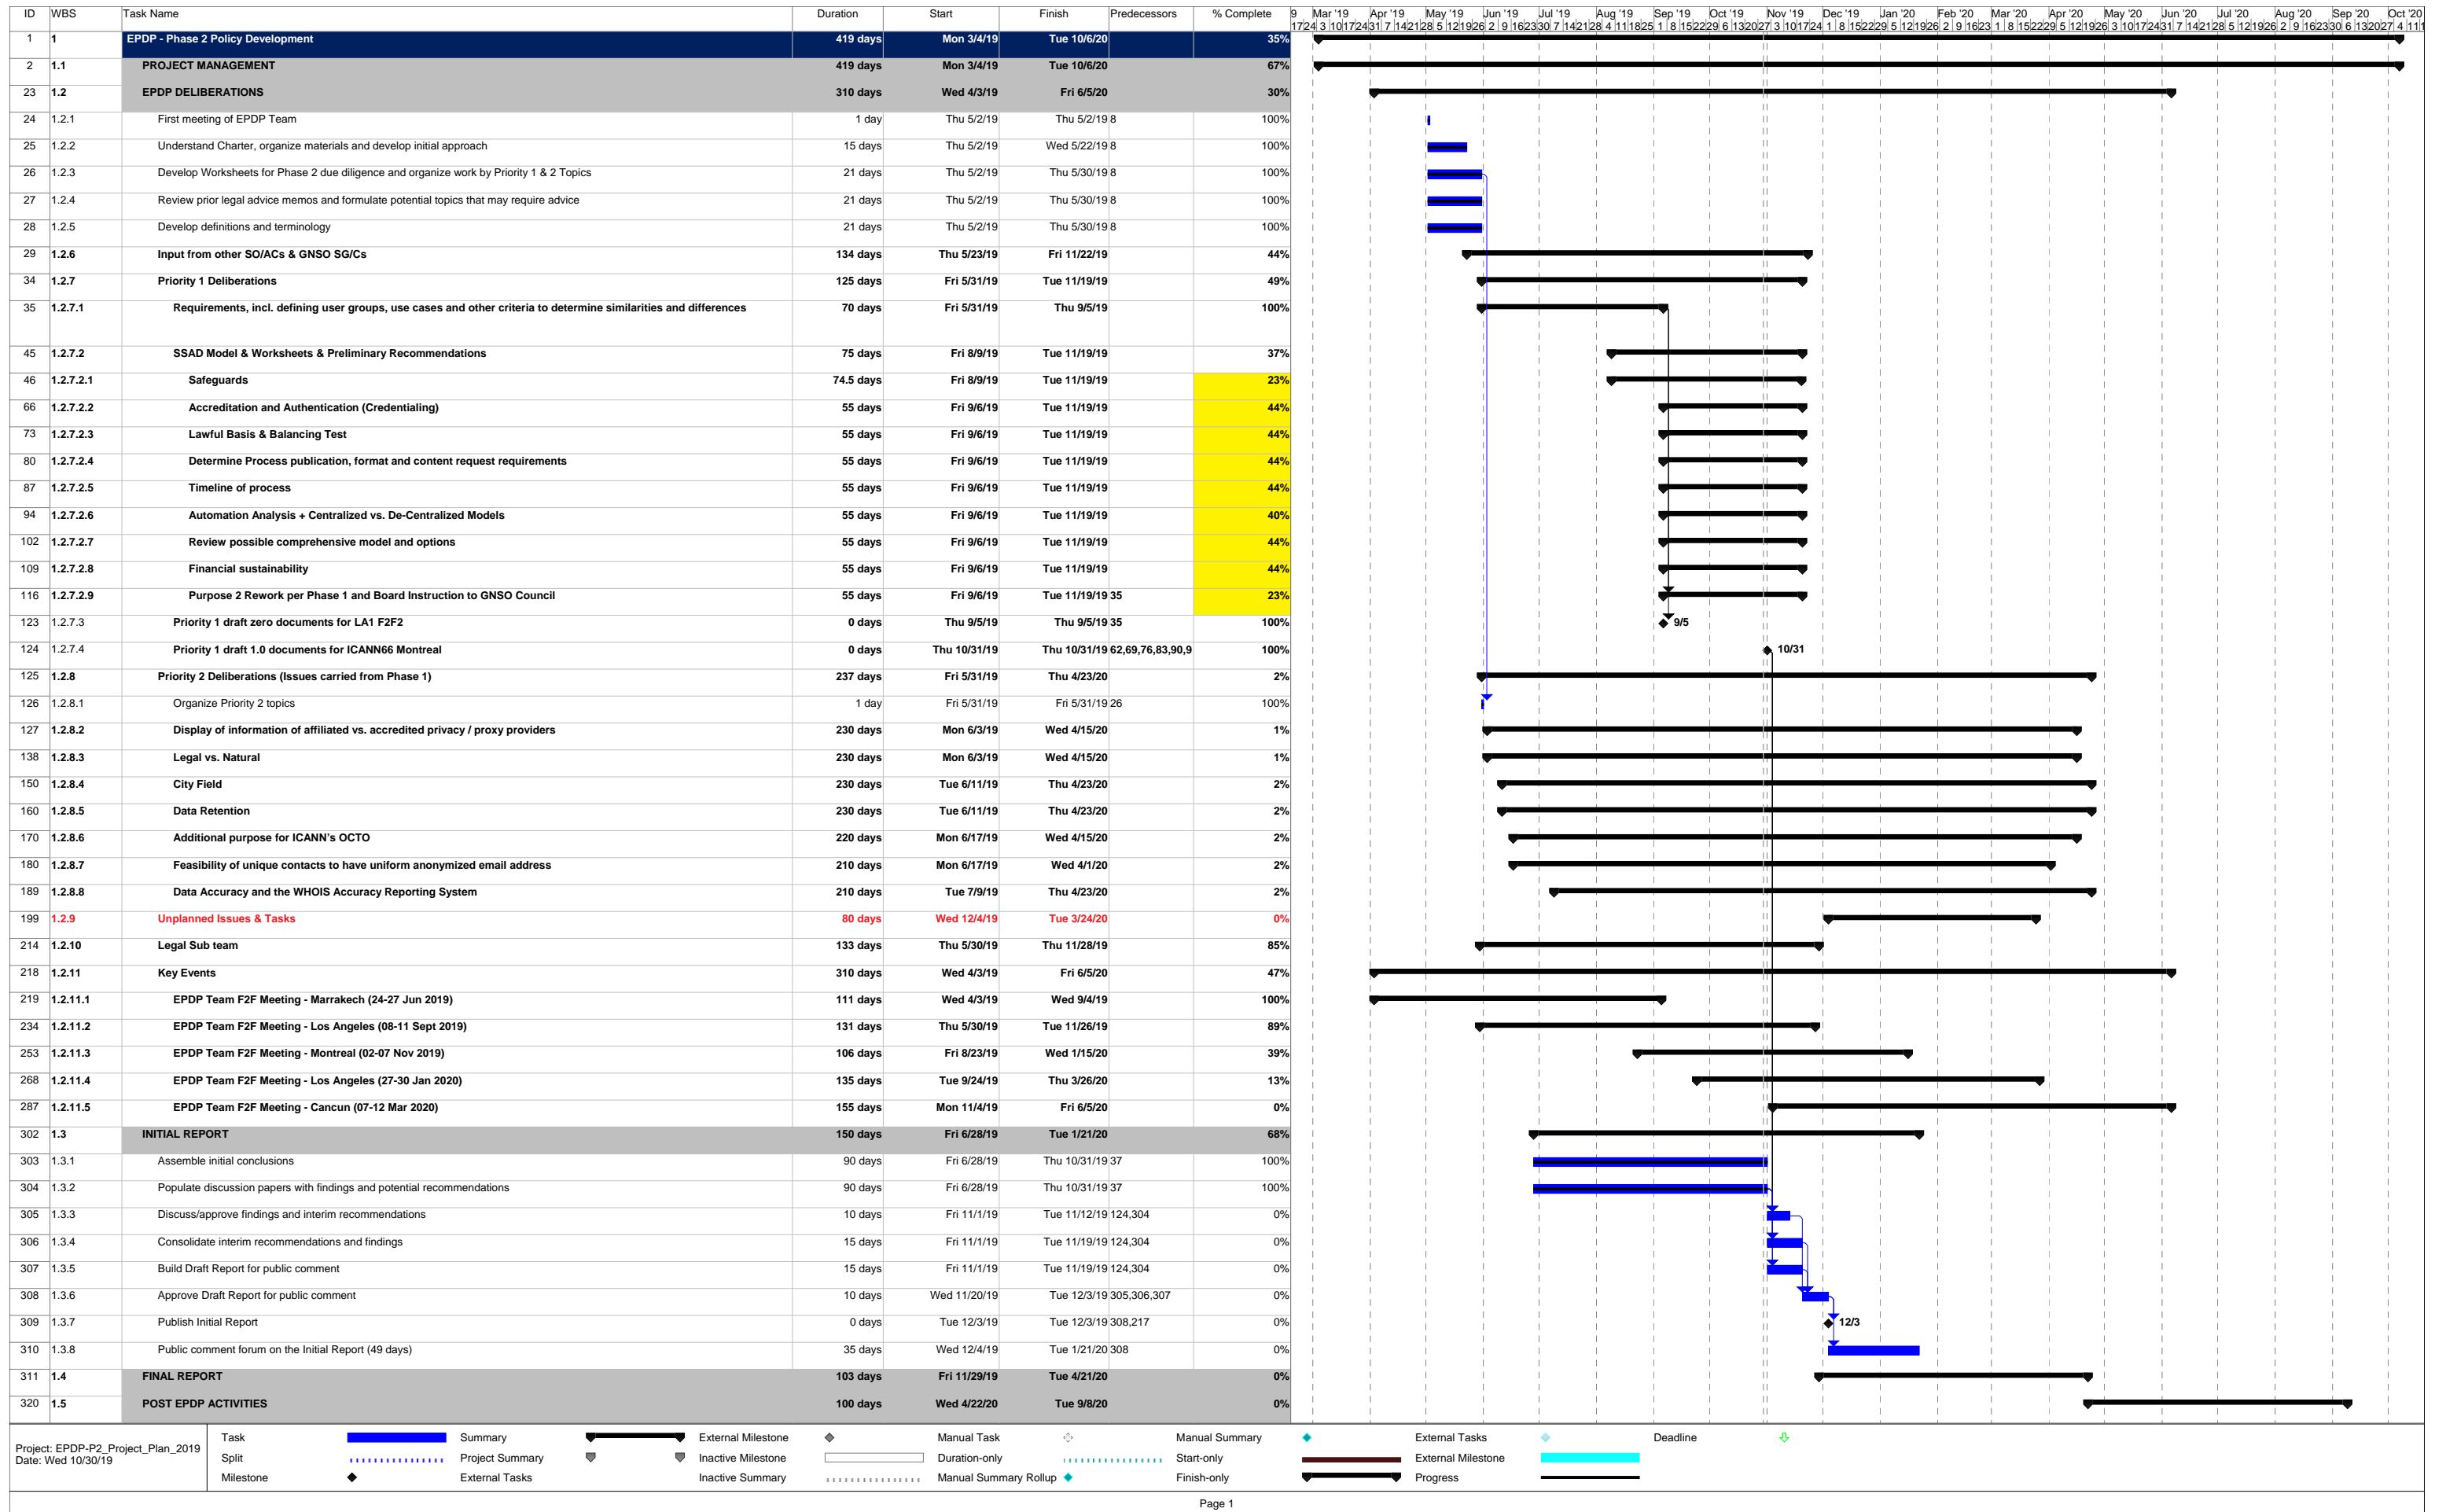 ID WBS Task Name Duration Start Finish Predecessors % Complete
9 Mar '19 Apr '19 May '19 Jun '19 Jul '19 Aug '19 Sep '19 Oct '19 Nov '19 Dec '19 Jan '20 Feb '20 Mar '20 Apr '20 May '20 Jun '20 Jul '20 Aug '20 Sep '20 Oct '20
1 1 EPDP - Phase 2 Policy Development 419 days Mon 3/4/19 Tue 10/6/20 35%
2 1.1 PROJECT MANAGEMENT 419 days Mon 3/4/19 Tue 10/6/20 67%
23 1.2 EPDP DELIBERATIONS 310 days Wed 4/3/19 Fri 6/5/20 30%
24 1.2.1 First meeting of EPDP Team 1 day Thu 5/2/19 Thu 5/2/19 8 100%
25 1.2.2 Understand Charter, organize materials and develop initial approach 15 days Thu 5/2/19 Wed 5/22/19 8 100%
26 1.2.3 Develop Worksheets for Phase 2 due diligence and organize work by Priority 1 & 2 Topics 21 days Thu 5/2/19 Thu 5/30/19 8 100%
27 1.2.4 Review prior legal advice memos and formulate potential topics that may require advice 21 days Thu 5/2/19 Thu 5/30/19 8 100%
28 1.2.5 Develop definitions and terminology 21 days Thu 5/2/19 Thu 5/30/19 8 100%
29 1.2.6 Input from other SO/ACs & GNSO SG/Cs 134 days Thu 5/23/19 Fri 11/22/19 44%
34 1.2.7 Priority 1 Deliberations 125 days Fri 5/31/19 Tue 11/19/19 49%
35 1.2.7.1 Requirements, incl. defining user groups, use cases and other criteria to determine similarities and differences 70 days Fri 5/31/19 Thu 9/5/19 100%
45 1.2.7.2 SSAD Model & Worksheets & Preliminary Recommendations 75 days Fri 8/9/19 Tue 11/19/19 37%
46 1.2.7.2.1 Safeguards 74.5 days Fri 8/9/19 Tue 11/19/19 23%
66 1.2.7.2.2 Accreditation and Authentication (Credentialing) 55 days Fri 9/6/19 Tue 11/19/19 44%
73 1.2.7.2.3 Lawful Basis & Balancing Test 55 days Fri 9/6/19 Tue 11/19/19 44%
80 1.2.7.2.4 Determine Process publication, format and content request requirements 55 days Fri 9/6/19 Tue 11/19/19 44%
87 1.2.7.2.5 Timeline of process 55 days Fri 9/6/19 Tue 11/19/19 44%
94 1.2.7.2.6 Automation Analysis + Centralized vs. De-Centralized Models 55 days Fri 9/6/19 Tue 11/19/19 40%
102 1.2.7.2.7 Review possible comprehensive model and options 55 days Fri 9/6/19 Tue 11/19/19 44%
109 1.2.7.2.8 Financial sustainability 55 days Fri 9/6/19 Tue 11/19/19 44%
116 1.2.7.2.9 Purpose 2 Rework per Phase 1 and Board Instruction to GNSO Council 55 days Fri 9/6/19 Tue 11/19/19 35 23%
123 1.2.7.3 Priority 1 draft zero documents for LA1 F2F2 0 days Thu 9/5/19 Thu 9/5/19 35 100% 9/5
124 1.2.7.4 Priority 1 draft 1.0 documents for ICANN66 Montreal 0 days Thu 10/31/19 Thu 10/31/19 62,69,76,83,90,9 100% 10/31
125 1.2.8 Priority 2 Deliberations (Issues carried from Phase 1) 237 days Fri 5/31/19 Thu 4/23/20 2%
126 1.2.8.1 Organize Priority 2 topics 1 day Fri 5/31/19 Fri 5/31/19 26 100%
127 1.2.8.2 Display of information of affiliated vs. accredited privacy / proxy providers 230 days Mon 6/3/19 Wed 4/15/20 1%
138 1.2.8.3 Legal vs. Natural 230 days Mon 6/3/19 Wed 4/15/20 1%
150 1.2.8.4 City Field 230 days Tue 6/11/19 Thu 4/23/20 2%
160 1.2.8.5 Data Retention 230 days Tue 6/11/19 Thu 4/23/20 2%
170 1.2.8.6 Additional purpose for ICANN's OCTO 220 days Mon 6/17/19 Wed 4/15/20 2%
180 1.2.8.7 Feasibility of unique contacts to have uniform anonymized email address 210 days Mon 6/17/19 Wed 4/1/20 2%
189 1.2.8.8 Data Accuracy and the WHOIS Accuracy Reporting System 210 days Tue 7/9/19 Thu 4/23/20 2%
199 1.2.9 Unplanned Issues & Tasks 80 days Wed 12/4/19 Tue 3/24/20 0%
214 1.2.10 Legal Sub team 133 days Thu 5/30/19 Thu 11/28/19 85%
218 1.2.11 Key Events 310 days Wed 4/3/19 Fri 6/5/20 47%
219 1.2.11.1 EPDP Team F2F Meeting - Marrakech (24-27 Jun 2019) 111 days Wed 4/3/19 Wed 9/4/19 100%
234 1.2.11.2 EPDP Team F2F Meeting - Los Angeles (08-11 Sept 2019) 131 days Thu 5/30/19 Tue 11/26/19 89%
253 1.2.11.3 EPDP Team F2F Meeting - Montreal (02-07 Nov 2019) 106 days Fri 8/23/19 Wed 1/15/20 39%
268 1.2.11.4 EPDP Team F2F Meeting - Los Angeles (27-30 Jan 2020) 135 days Tue 9/24/19 Thu 3/26/20 13%
287 1.2.11.5 EPDP Team F2F Meeting - Cancun (07-12 Mar 2020) 155 days Mon 11/4/19 Fri 6/5/20 0%
302 1.3 INITIAL REPORT 150 days Fri 6/28/19 Tue 1/21/20 68%
303 1.3.1 Assemble initial conclusions 90 days Fri 6/28/19 Thu 10/31/19 37 100%
304 1.3.2 Populate discussion papers with findings and potential recommendations 90 days Fri 6/28/19 Thu 10/31/19 37 100%
305 1.3.3 Discuss/approve findings and interim recommendations 10 days Fri 11/1/19 Tue 11/12/19 124,304 0%
306 1.3.4 Consolidate interim recommendations and findings 15 days Fri 11/1/19 Tue 11/19/19 124,304 0%
307 1.3.5 Build Draft Report for public comment 15 days Fri 11/1/19 Tue 11/19/19 124,304 0%
308 1.3.6 Approve Draft Report for public comment 10 days Wed 11/20/19 Tue 12/3/19 305,306,307 0%
309 1.3.7 Publish Initial Report 0 days Tue 12/3/19 Tue 12/3/19 308,217 0% 12/3
310 1.3.8 Public comment forum on the Initial Report (49 days) 35 days Wed 12/4/19 Tue 1/21/20 308 0%
311 1.4 FINAL REPORT 103 days Fri 11/29/19 Tue 4/21/20 0%
320 1.5 POST EPDP ACTIVITIES 100 days Wed 4/22/20 Tue 9/8/20 0%
Project: EPDP-P2_Project_Plan_2019
Date: Wed 10/30/19
Task Summary External Milestone Manual Task Manual Summary External Tasks Deadline
Split Project Summary Inactive Milestone Duration-only Start-only External Milestone
Milestone External Tasks Inactive Summary Manual Summary Rollup Finish-only Progress
Page 1